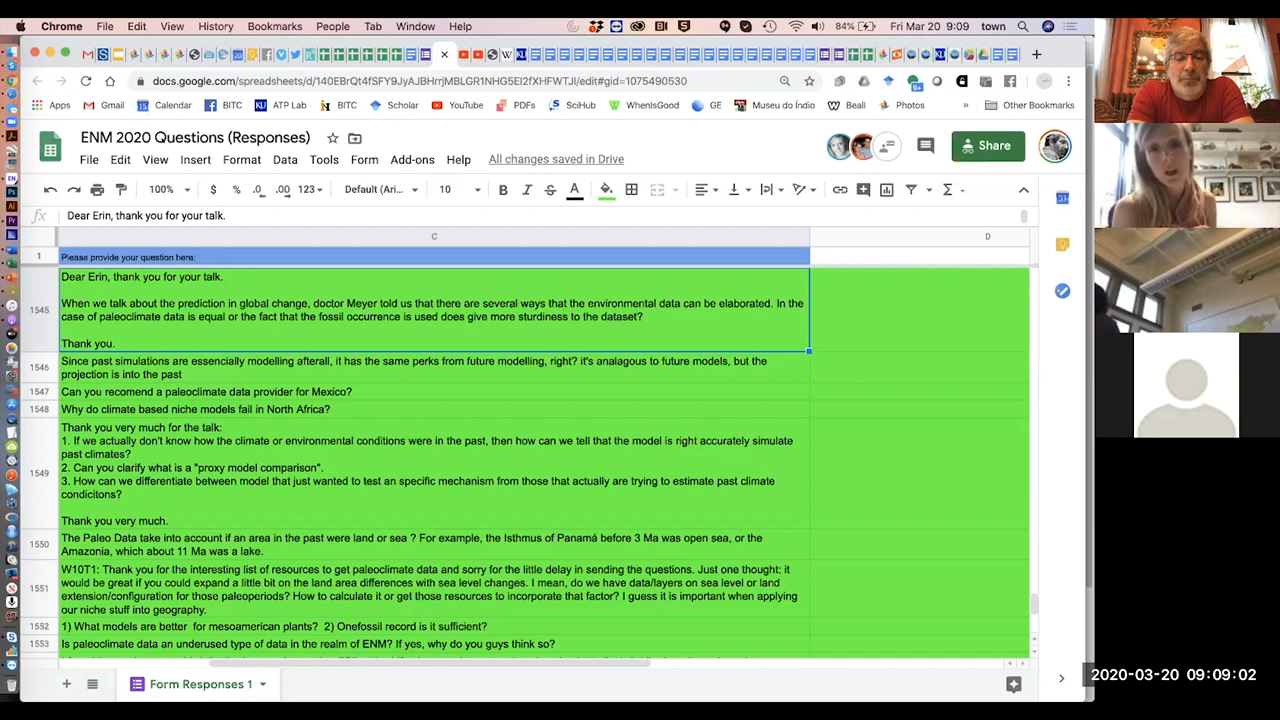 Chrome File Edit View History Bookmarks People Tab Window Help 84% Fri Mar 20 9:09 town
docs.google.com/spreadsheets/d/
/edit#gid=1075490530
Apps Gmail Calendar BITC ATP Lab BITC Scholar YouTube PDFs SciHub WhenIsGood GE Museu do Índio Beall Photos » Other Bookmarks
ENM 2020 Questions (Responses)
Share
File Edit View Insert Format Data Tools Form Add-ons Help All changes saved in Drive
100% $ % .0 .00 123 Default (Ari... 10 B I S A Σ
fx Dear Erin, thank you for your talk.
C D
1 Please provide your question here:
Dear Erin, thank you for your talk.
When we talk about the prediction in global change, doctor Meyer told us that there are several ways that the environmental data can be elaborated. In the
1545 case of paleoclimate data is equal or the fact that the fossil occurrence is used does give more sturdiness to the dataset?
Thank you.
Since past simulations are essencially modelling afterall, it has the same perks from future modelling, right? it's analagous to future models, but the
1546 projection is into the past
1547 Can you recomend a paleoclimate data provider for Mexico?
1548 Why do climate based niche models fail in North Africa?
Thank you very much for the talk:
1. If we actually don't know how the climate or environmental conditions were in the past, then how can we tell that the model is right accurately simulate
past climates?
2. Can you clarify what is a "proxy model comparison".
1549 3. How can we differentiate between model that just wanted to test an specific mechanism from those that actually are trying to estimate past climate
condicitons?
Thank you very much.
The Paleo Data take into account if an area in the past were land or sea ? For example, the Isthmus of Panamá before 3 Ma was open sea, or the
1550 Amazonia, which about 11 Ma was a lake.
W10T1: Thank you for the interesting list of resources to get paleoclimate data and sorry for the little delay in sending the questions. Just one thought: it
would be great if you could expand a little bit on the land area differences with sea level changes. I mean, do we have data/layers on sea level or land
1551 extension/configuration for those paleoperiods? How to calculate it or get those resources to incorporate that factor? I guess it is important when applying
our niche stuff into geography.
1552 1) What models are better for mesoamerican plants? 2) Onefossil record is it sufficient?
1553 Is paleoclimate data an underused type of data in the realm of ENM? If yes, why do you guys think so?
Form Responses 1
2020-03-20 09:09:02